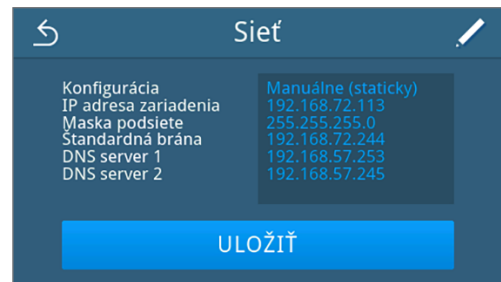 Sieť
Konfigurácia Manuálne (staticky)
IP adresa zariadenia 192.168.72.113
Maska podsiete 255.255.255.0
Štandardná brána 192.168.72.244
DNS server 1 192.168.57.253
DNS server 2 192.168.57.245
ULOŽIŤ